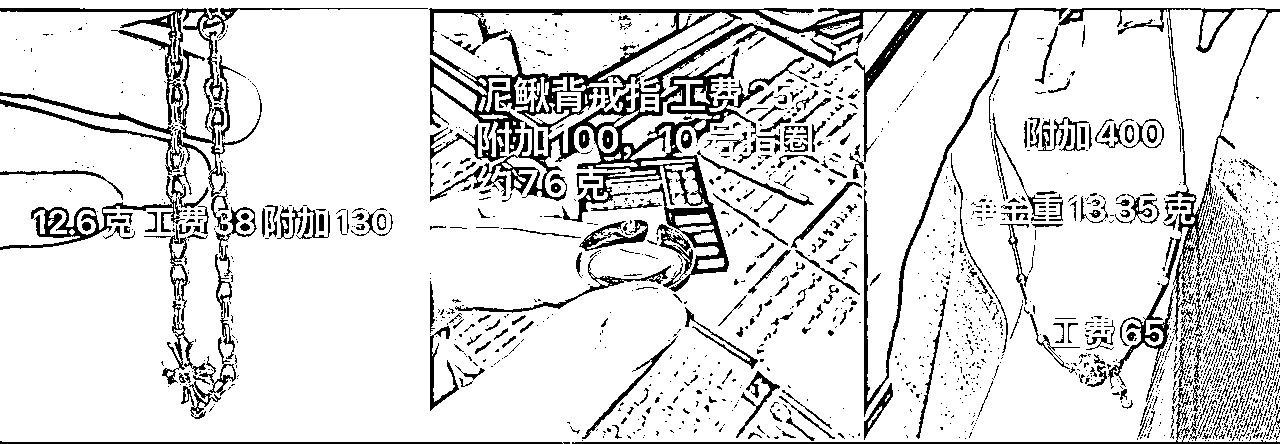 12.6克 工费38 附加130
泥鳅背戒指 工费25,
附加100, 10号指圈
约7.6克
附加400
净金重13.35克
工费65